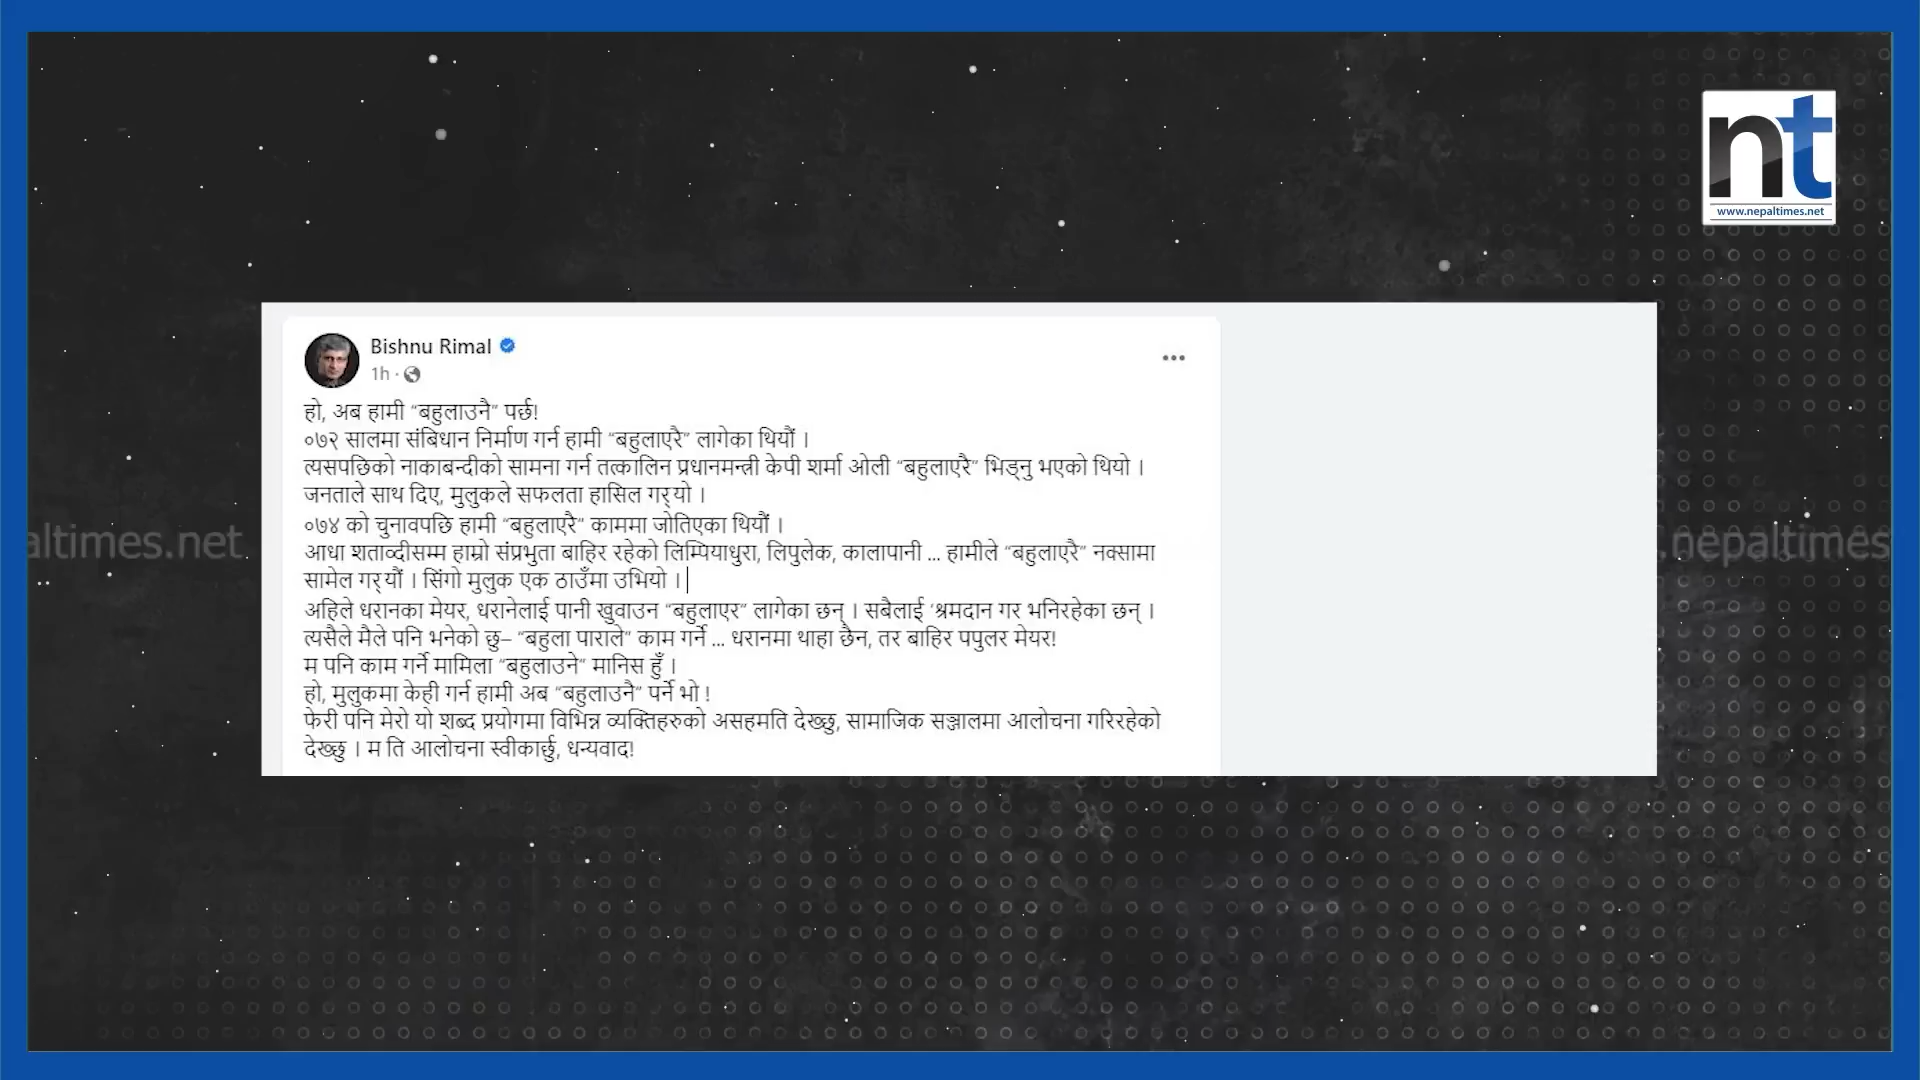 nt
www.nepaltimes.net
Bishnu Rimal
1h ·
हो, अब हामी “बहुलाउनै” पर्छ!
०७२ सालमा संबिधान निर्माण गर्न हामी “बहुलाएरै” लागेका थियौं ।
त्यसपछिको नाकाबन्दीको सामना गर्न तत्कालिन प्रधानमन्त्री केपी शर्मा ओली “बहुलाएरै” भिड्नु भएको थियो ।
जनताले साथ दिए, मुलुकले सफलता हासिल गर्‍यो ।
०७४ को चुनावपछि हामी “बहुलाएरै” काममा जोतिएका थियौं ।
आधा शताव्दीसम्म हाम्रो संप्रभुता बाहिर रहेको लिम्पियाधुरा, लिपुलेक, कालापानी ... हामीले “बहुलाएरै” नक्सामा
सामेल गर्‍यौं । सिंगो मुलुक एक ठाउँमा उभियो ।
अहिले धरानका मेयर, धरानेलाई पानी खुवाउन “बहुलाएर” लागेका छन् । सबैलाई ‘श्रमदान गर भनिरहेका छन् ।
त्यसैले मैले पनि भनेको छु– “बहुला पाराले” काम गर्ने ... धरानमा थाहा छैन, तर बाहिर पपुलर मेयर!
म पनि काम गर्ने मामिला “बहुलाउने” मानिस हुँ ।
हो, मुलुकमा केही गर्न हामी अब “बहुलाउनै” पर्ने भो !
फेरी पनि मेरो यो शब्द प्रयोगमा विभिन्न व्यक्तिहरुको असहमति देख्छु, सामाजिक सञ्जालमा आलोचना गरिरहेको
देख्छु । म ति आलोचना स्वीकार्छु, धन्यवाद!
altimes.net
.nepaltimes